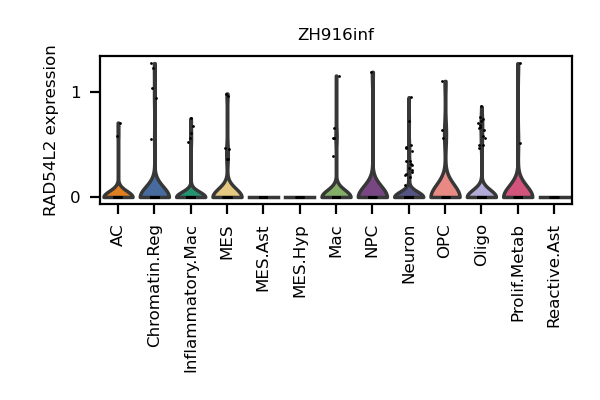 ZH916inf
RAD54L2 expression
1
0
AC
Chromatin.Reg
Inflammatory.Mac
MES
MES.Ast
MES.Hyp
Mac
NPC
Neuron
OPC
Oligo
Prolif.Metab
Reactive.Ast